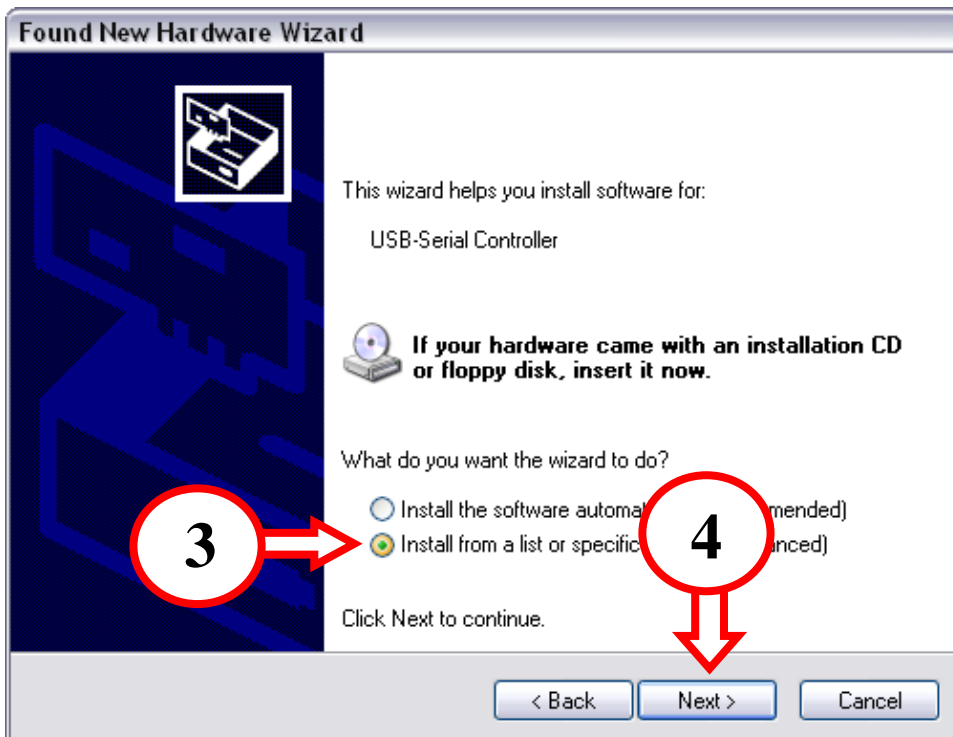 Found New Hardware Wizard
This wizard helps you install software for:
USB-Serial Controller
If your hardware came with an installation CD
or floppy disk, insert it now.
What do you want the wizard to do?
Install the software mended)
3
Install from a list or specific anced)
4
Click Next to continue.
< Back
Next >
Cancel